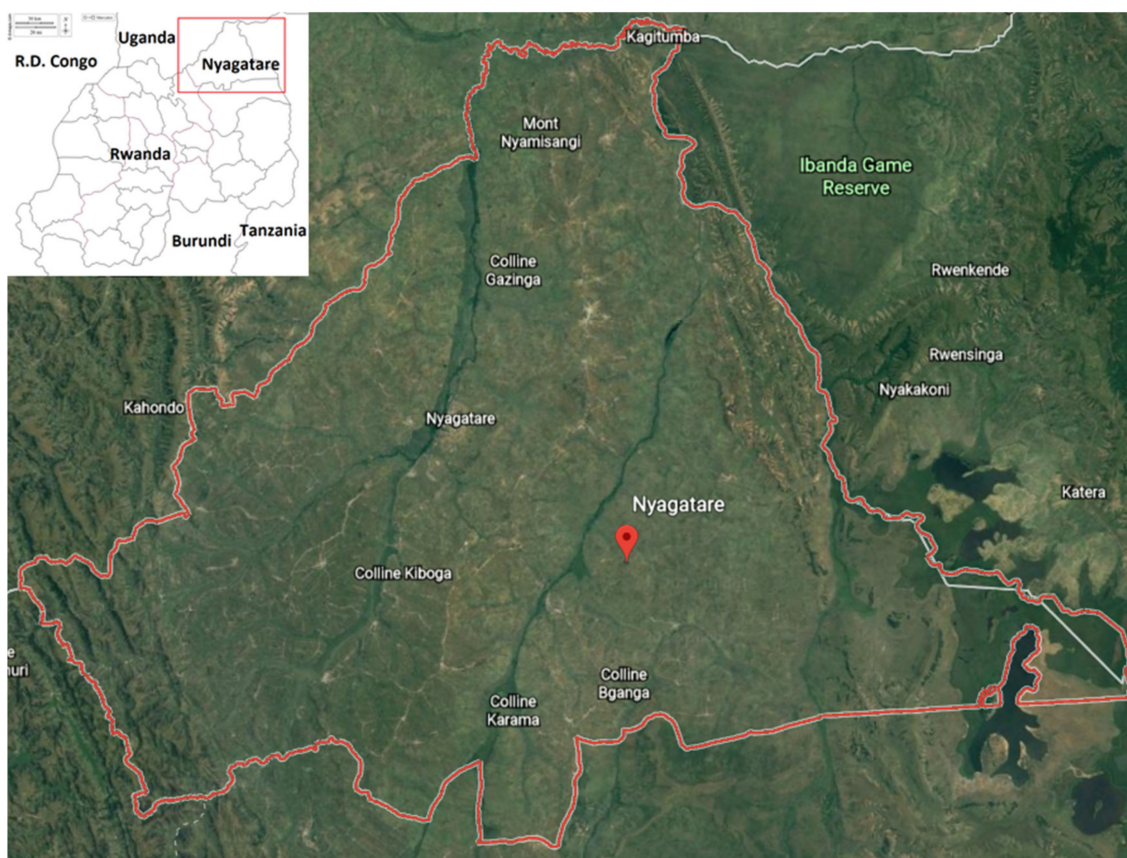 Uganda
R.D. Congo
Nyagatare
Rwanda
Burundi
Tanzania
Kagitumba
Mont
Nyamisangi
Ibanda Game
Reserve
Colline
Gazinga
Rwenkende
Rwensinga
Nyakakoni
Kahondo
Nyagatare
Katera
Nyagatare
Colline Kiboga
Colline
Bganga
Colline
Karama